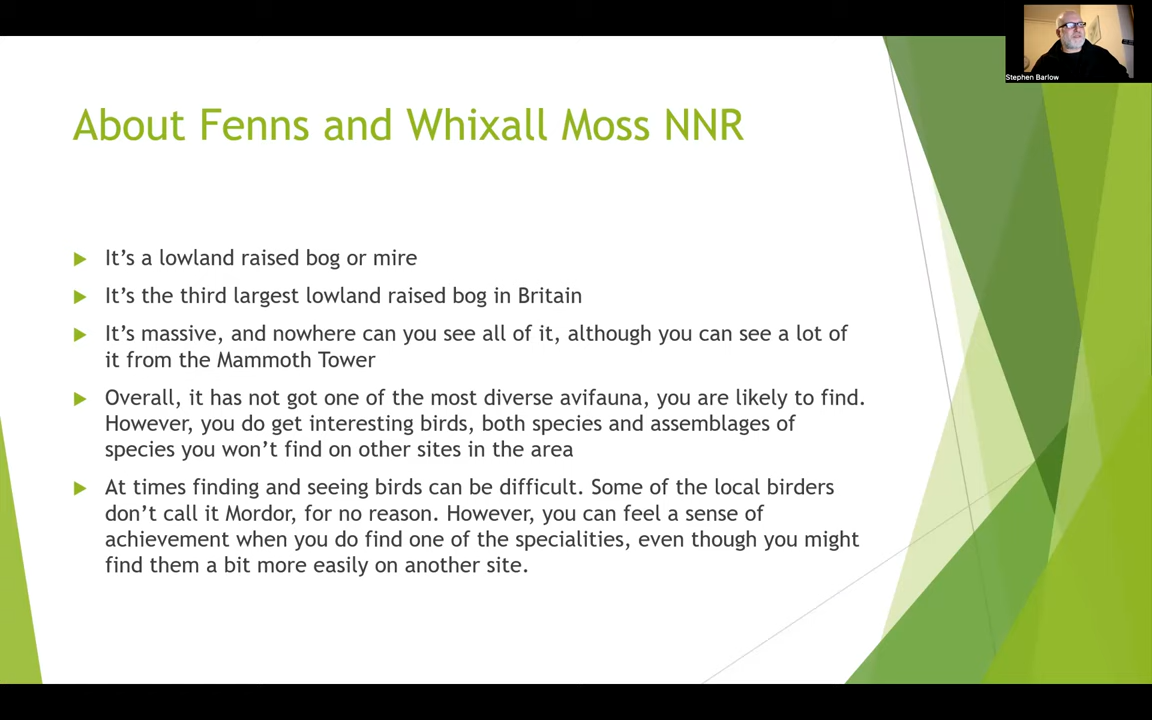 Stephen Barlow
About Fenns and Whixall Moss NNR
It’s a lowland raised bog or mire
It’s the third largest lowland raised bog in Britain
It’s massive, and nowhere can you see all of it, although you can see a lot of
it from the Mammoth Tower
Overall, it has not got one of the most diverse avifauna, you are likely to find.
However, you do get interesting birds, both species and assemblages of
species you won’t find on other sites in the area
At times finding and seeing birds can be difficult. Some of the local birders
don’t call it Mordor, for no reason. However, you can feel a sense of
achievement when you do find one of the specialities, even though you might
find them a bit more easily on another site.